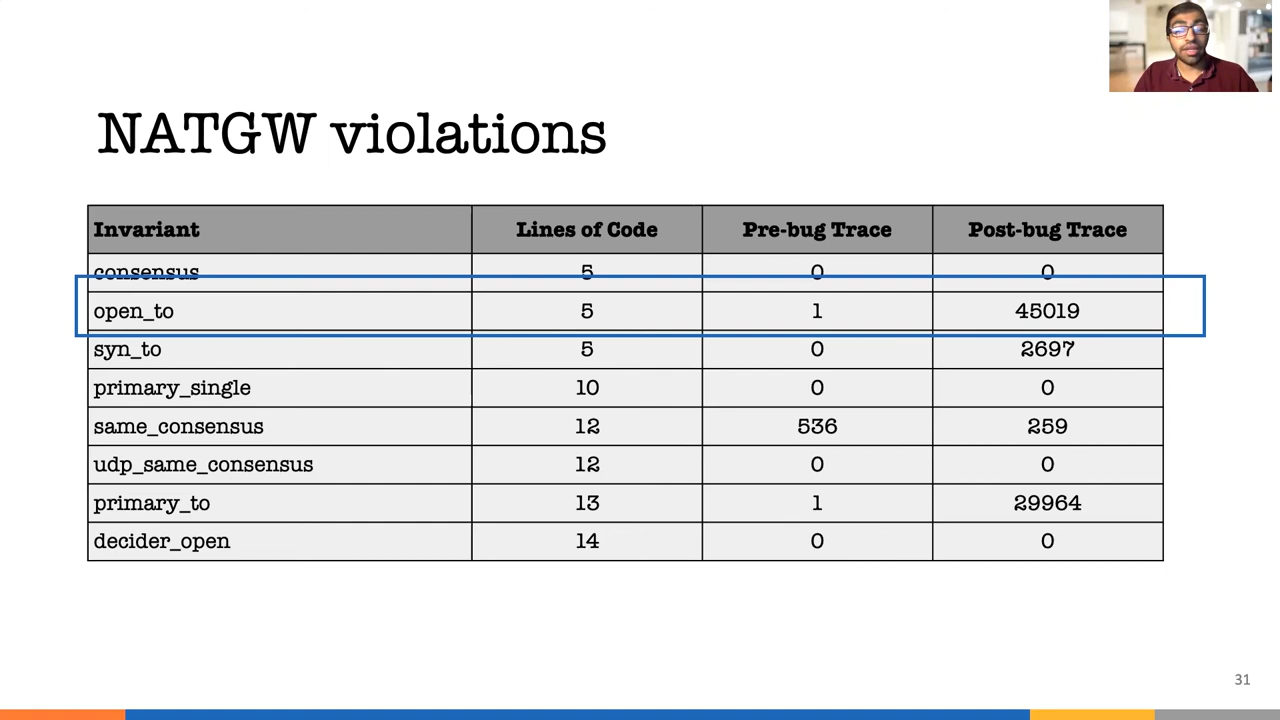 NATGW violations
Invariant Lines of Code Pre-bug Trace Post-bug Trace
consensus 5 0 0
open_to 5 1 45019
syn_to 5 0 2697
primary_single 10 0 0
same_consensus 12 536 259
udp_same_consensus 12 0 0
primary_to 13 1 29964
decider_open 14 0 0
31